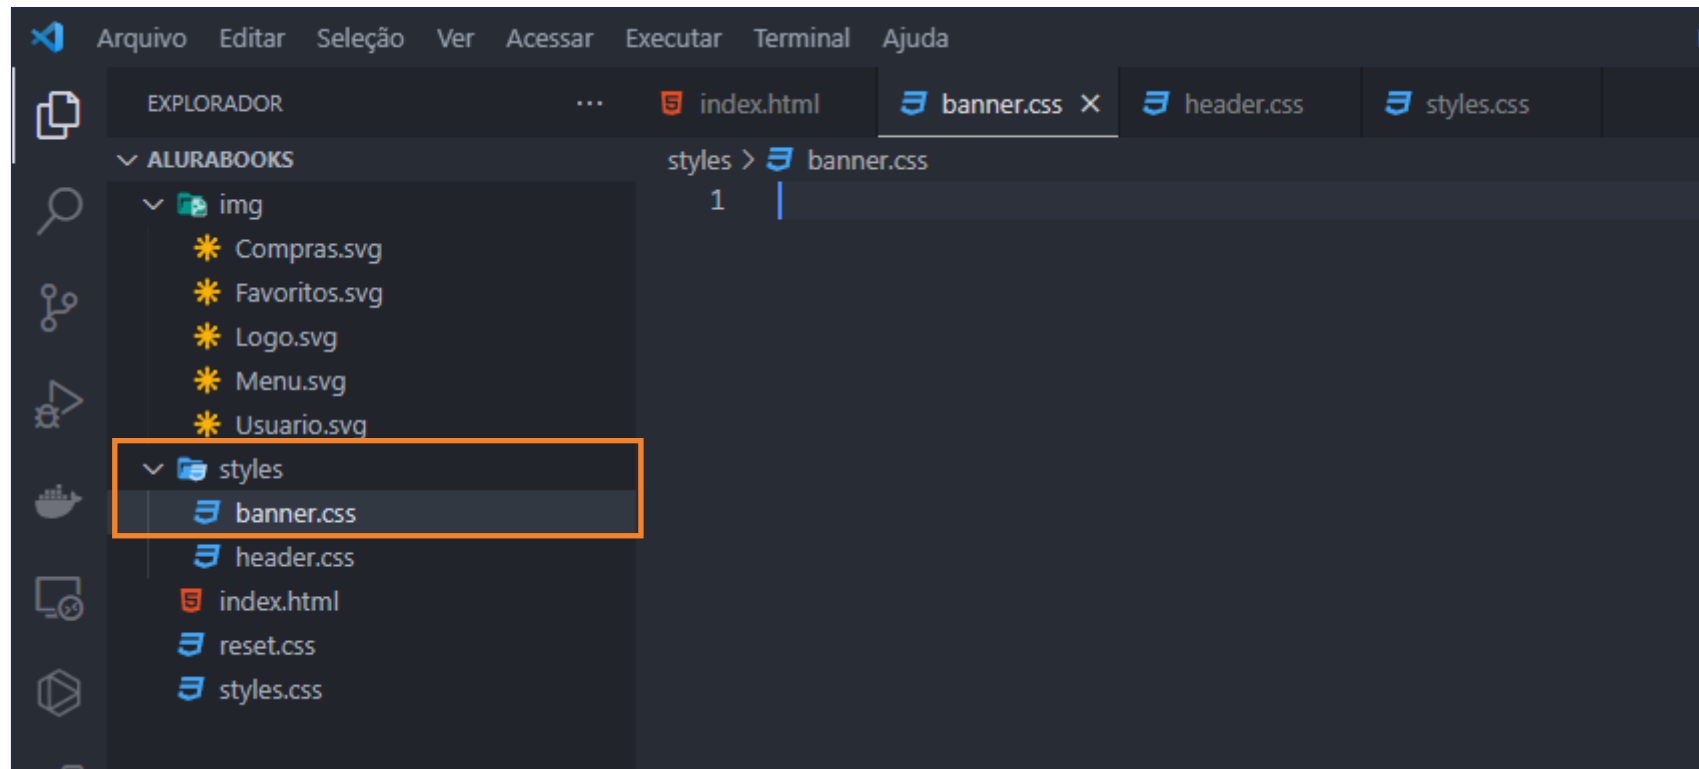 Arquivo Editar Seleção Ver Acessar Executar Terminal Ajuda
EXPLORADOR ···
index.html banner.css header.css styles.css
ALURABOOKS
styles > banner.css
1
img
Compras.svg
Favoritos.svg
Logo.svg
Menu.svg
Usuario.svg
styles
banner.css
header.css
index.html
reset.css
styles.css